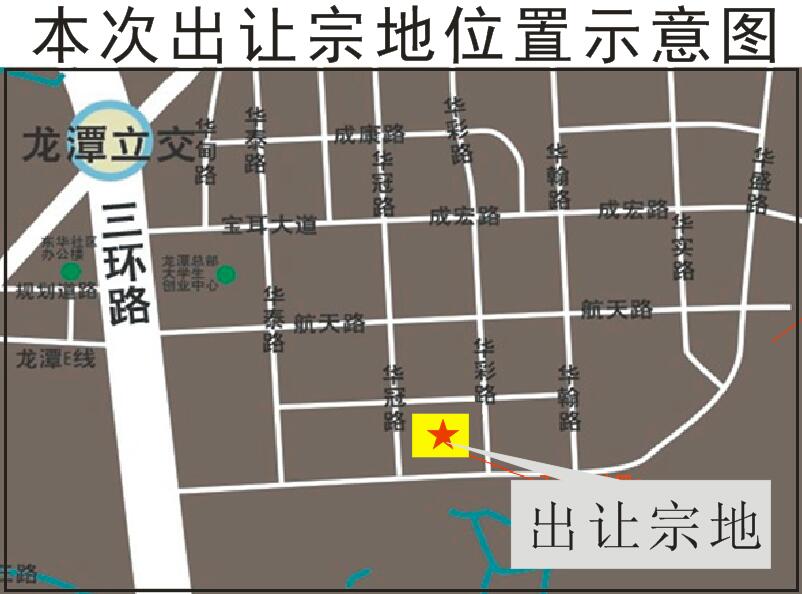 本次出让宗地位置示意图
龙潭立交
华甸路
华泰路
成康路
华冠路
华彩路
华翰路
华盛路
三环路
宝耳大道
成宏路
成宏路
华实路
东华社区
办公楼
龙潭总部
大学生
创业中心
规划道路
华泰路
航天路
航天路
龙潭E线
华冠路
华彩路
华翰路
出让宗地
王路